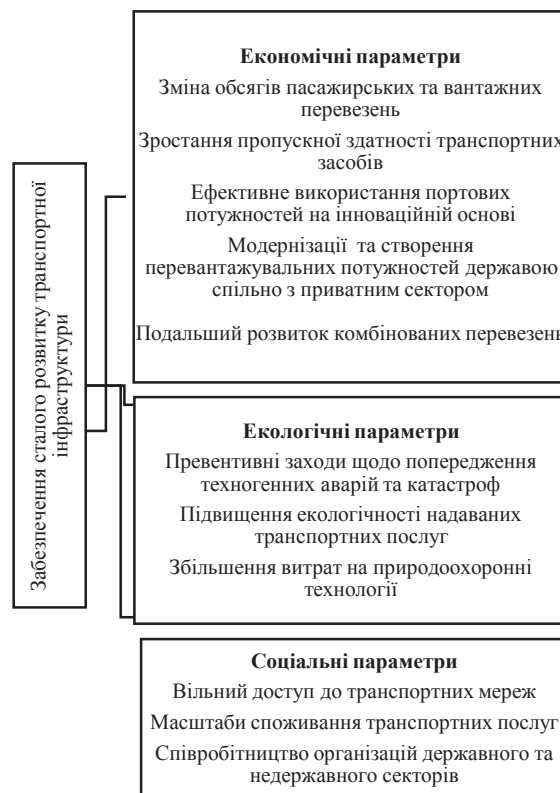 Забезпечення сталого розвитку транспортної
інфраструктури
Економічні параметри
Зміна обсягів пасажирських та вантажних
перевезень
Зростання пропускної здатності транспортних
засобів
Ефективне використання портових
потужностей на інноваційній основі
Модернізації та створення
перевантажувальних потужностей державою
спільно з приватним сектором
Подальший розвиток комбінованих перевезень
Екологічні параметри
Превентивні заходи щодо попередження
техногенних аварій та катастроф
Підвищення екологічності надаваних
транспортних послуг
Збільшення витрат на природоохоронні
технології
Соціальні параметри
Вільний доступ до транспортних мереж
Масштаби споживання транспортних послуг
Співробітництво організацій державного та
недержавного секторів